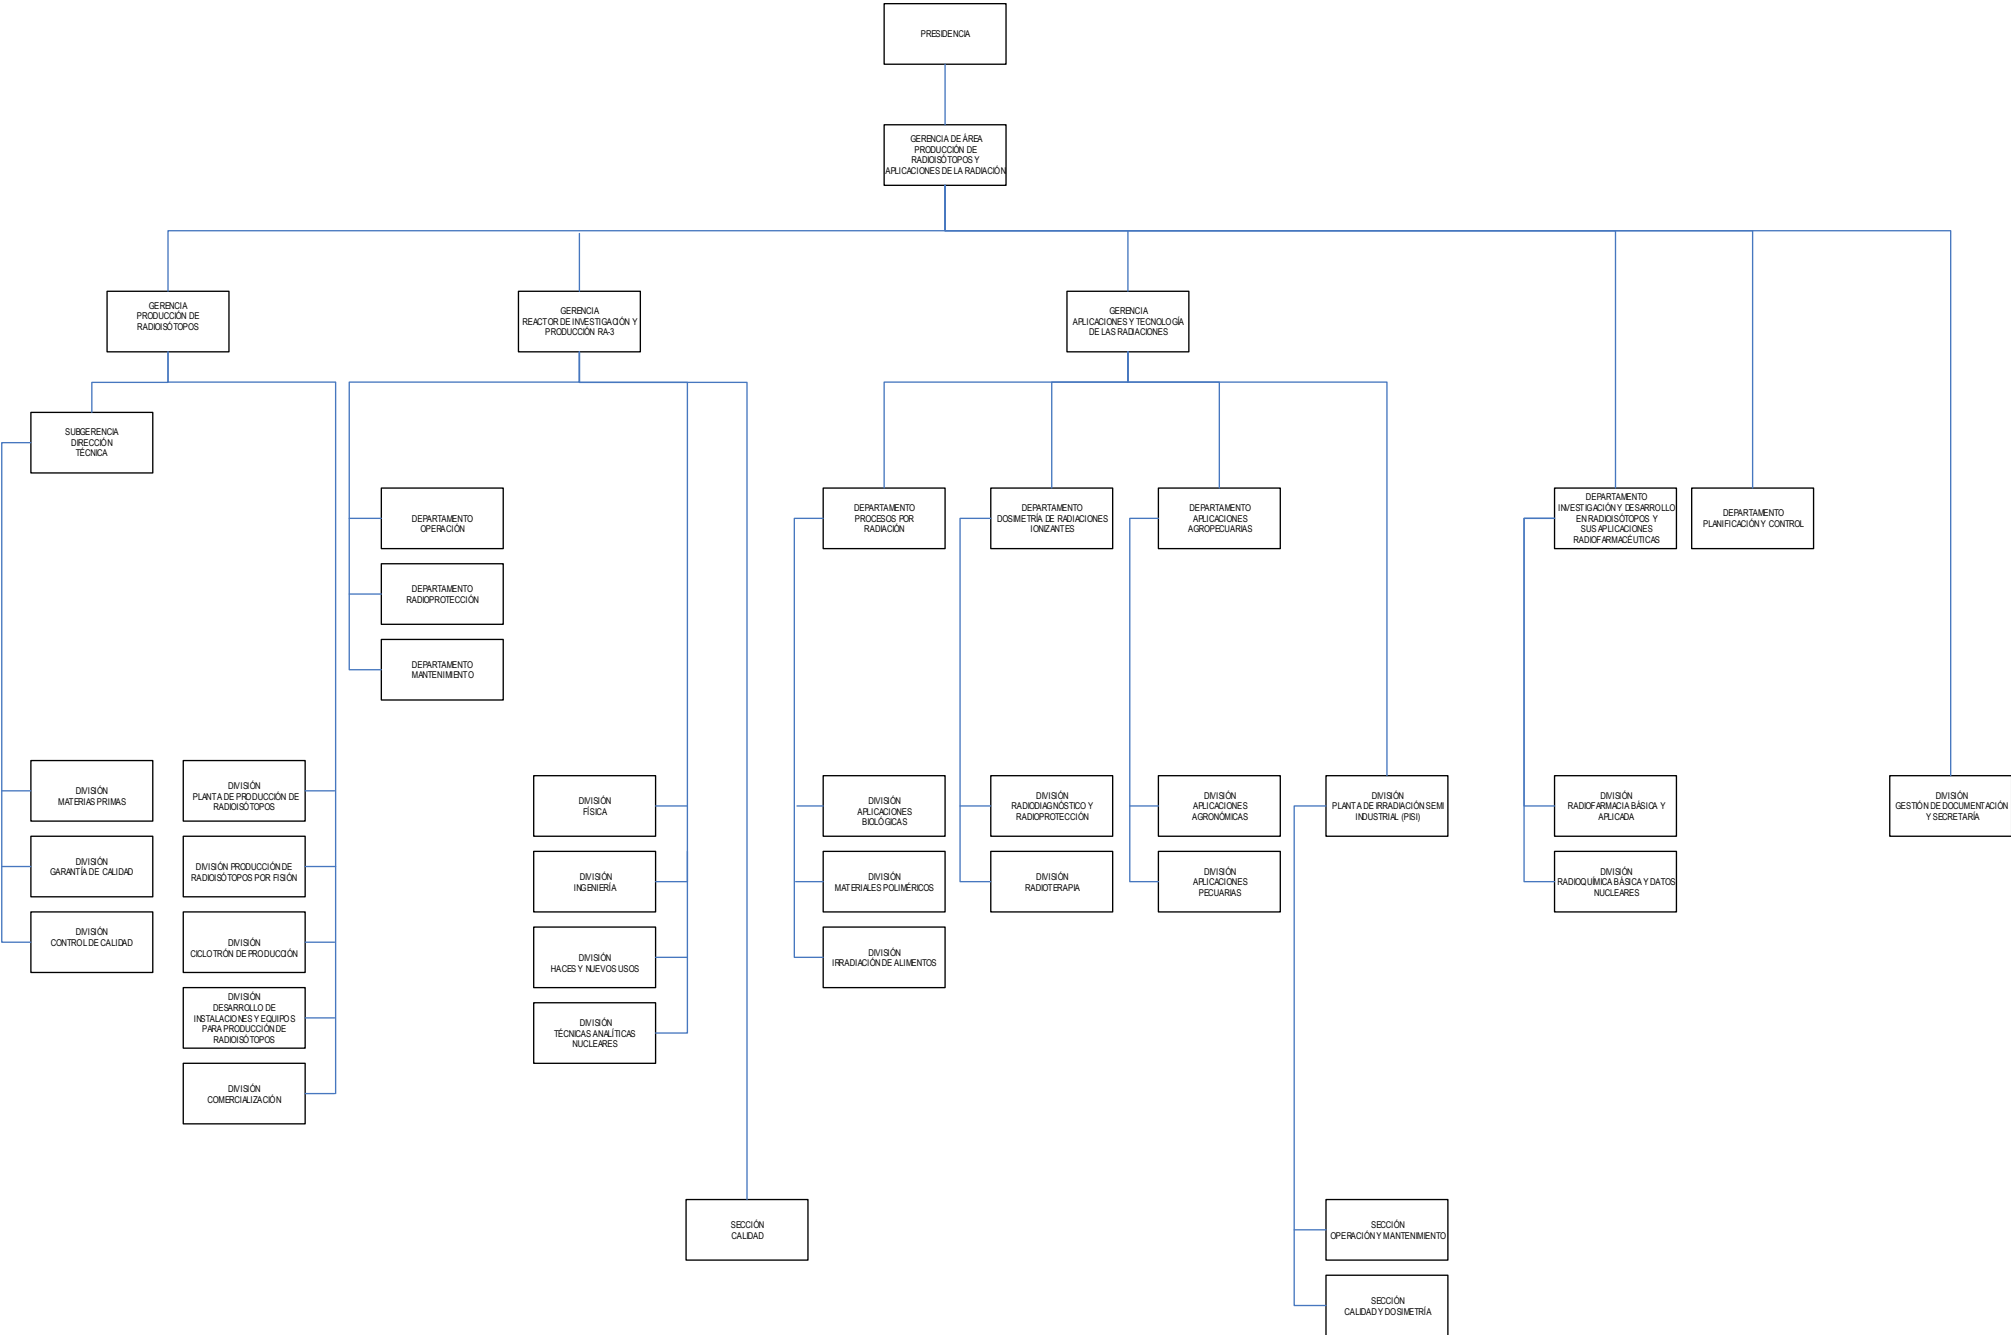 PRESIDENCIA
GERENCIA DE ÁREA
PRODUCCIÓN DE
RADIOISÓTOPOS Y
APLICACIONES DE LA RADIACIÓN
GERENCIA
PRODUCCIÓN DE
RADIOISÓTOPOS
GERENCIA
REACTOR DE INVESTIGACIÓN Y
PRODUCCIÓN RA-3
GERENCIA
APLICACIONES Y TECNOLOGÍA
DE LAS RADIACIONES
SUBGERENCIA
DIRECCIÓN
TÉCNICA
DEPARTAMENTO
OPERACIÓN
DEPARTAMENTO
RADIOPROTECCIÓN
DEPARTAMENTO
MANTENIMIENTO
DEPARTAMENTO
PROCESOS POR
RADIACIÓN
DEPARTAMENTO
DOSIMETRÍA DE RADIACIONES
IONIZANTES
DEPARTAMENTO
APLICACIONES
AGROPECUARIAS
DEPARTAMENTO
INVESTIGACIÓN Y DESARROLLO
EN RADIOISÓTOPOS Y
SUS APLICACIONES
RADIOFARMACÉUTICAS
DEPARTAMENTO
PLANIFICACIÓN Y CONTROL
DIVISIÓN
MATERIAS PRIMAS
DIVISIÓN
GARANTÍA DE CALIDAD
DIVISIÓN
CONTROL DE CALIDAD
DIVISIÓN
PLANTA DE PRODUCCIÓN DE
RADIOISÓTOPOS
DIVISIÓN PRODUCCIÓN DE
RADIOISÓTOPOS POR FISIÓN
DIVISIÓN
CICLOTRÓN DE PRODUCCIÓN
DIVISIÓN
DESARROLLO DE
INSTALACIONES Y EQUIPOS
PARA PRODUCCIÓN DE
RADIOISÓTOPOS
DIVISIÓN
COMERCIALIZACIÓN
DIVISIÓN
FÍSICA
DIVISIÓN
INGENIERÍA
DIVISIÓN
HACES Y NUEVOS USOS
DIVISIÓN
TÉCNICAS ANALÍTICAS
NUCLEARES
DIVISIÓN
APLICACIONES
BIOLÓGICAS
DIVISIÓN
MATERIALES POLIMÉRICOS
DIVISIÓN
IRRADIACIÓN DE ALIMENTOS
DIVISIÓN
RADIODIAGNÓSTICO Y
RADIOPROTECCIÓN
DIVISIÓN
RADIOTERAPIA
DIVISIÓN
APLICACIONES
AGRONÓMICAS
DIVISIÓN
APLICACIONES
PECUARIAS
DIVISIÓN
PLANTA DE IRRADIACIÓN SEMI
INDUSTRIAL (PISI)
DIVISIÓN
RADIOFARMACIA BÁSICA Y
APLICADA
DIVISIÓN
RADIOQUÍMICA BÁSICA Y DATOS
NUCLEARES
DIVISIÓN
GESTIÓN DE DOCUMENTACIÓN
Y SECRETARÍA
SECCIÓN
CALIDAD
SECCIÓN
OPERACIÓN Y MANTENIMIENTO
SECCIÓN
CALIDAD Y DOSIMETRÍA